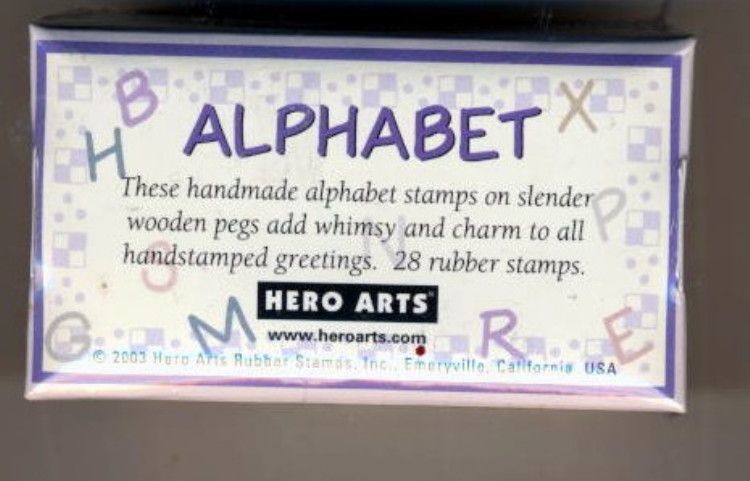 B
X
ALPHABET
H
These handmade alphabet stamps on slender
wooden pegs add whimsy and charm to all
P
N
handstamped greetings. 28 rubber stamps.
S
HERO ARTS
G
M
R
E
www.heroarts.com
© 2003 Hero Arts Rubber Stamps, Inc., Emeryville, California USA